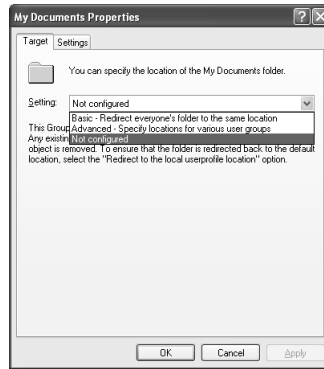 My Documents Properties
Target Settings
You can specify the location of the My Documents folder.
Setting: Not configured
Basic - Redirect everyone's folder to the same location
This Group Advanced - Specify locations for various user groups
Any existin Not configured
object is removed. To ensure that the folder is redirected back to the default
location, select the "Redirect to the local userprofile location" option.
OK Cancel Apply